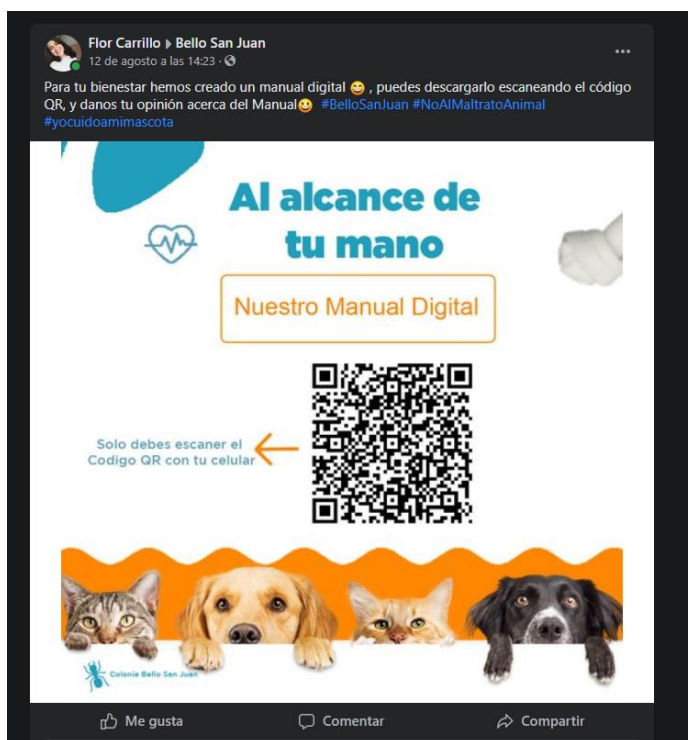 Flor Carrillo ▸ Bello San Juan
12 de agosto a las 14:23 ·
Para tu bienestar hemos creado un manual digital 😄 , puedes descargarlo escaneando el código
QR, y danos tu opinión acerca del Manual😃 #BelloSanJuan #NoAlMaltratoAnimal
#yocuidoamimascota
Al alcance de
tu mano
Nuestro Manual Digital
Solo debes escaner el
Codigo QR con tu celular
Colonia Bello San Juan
Me gusta
Comentar
Compartir